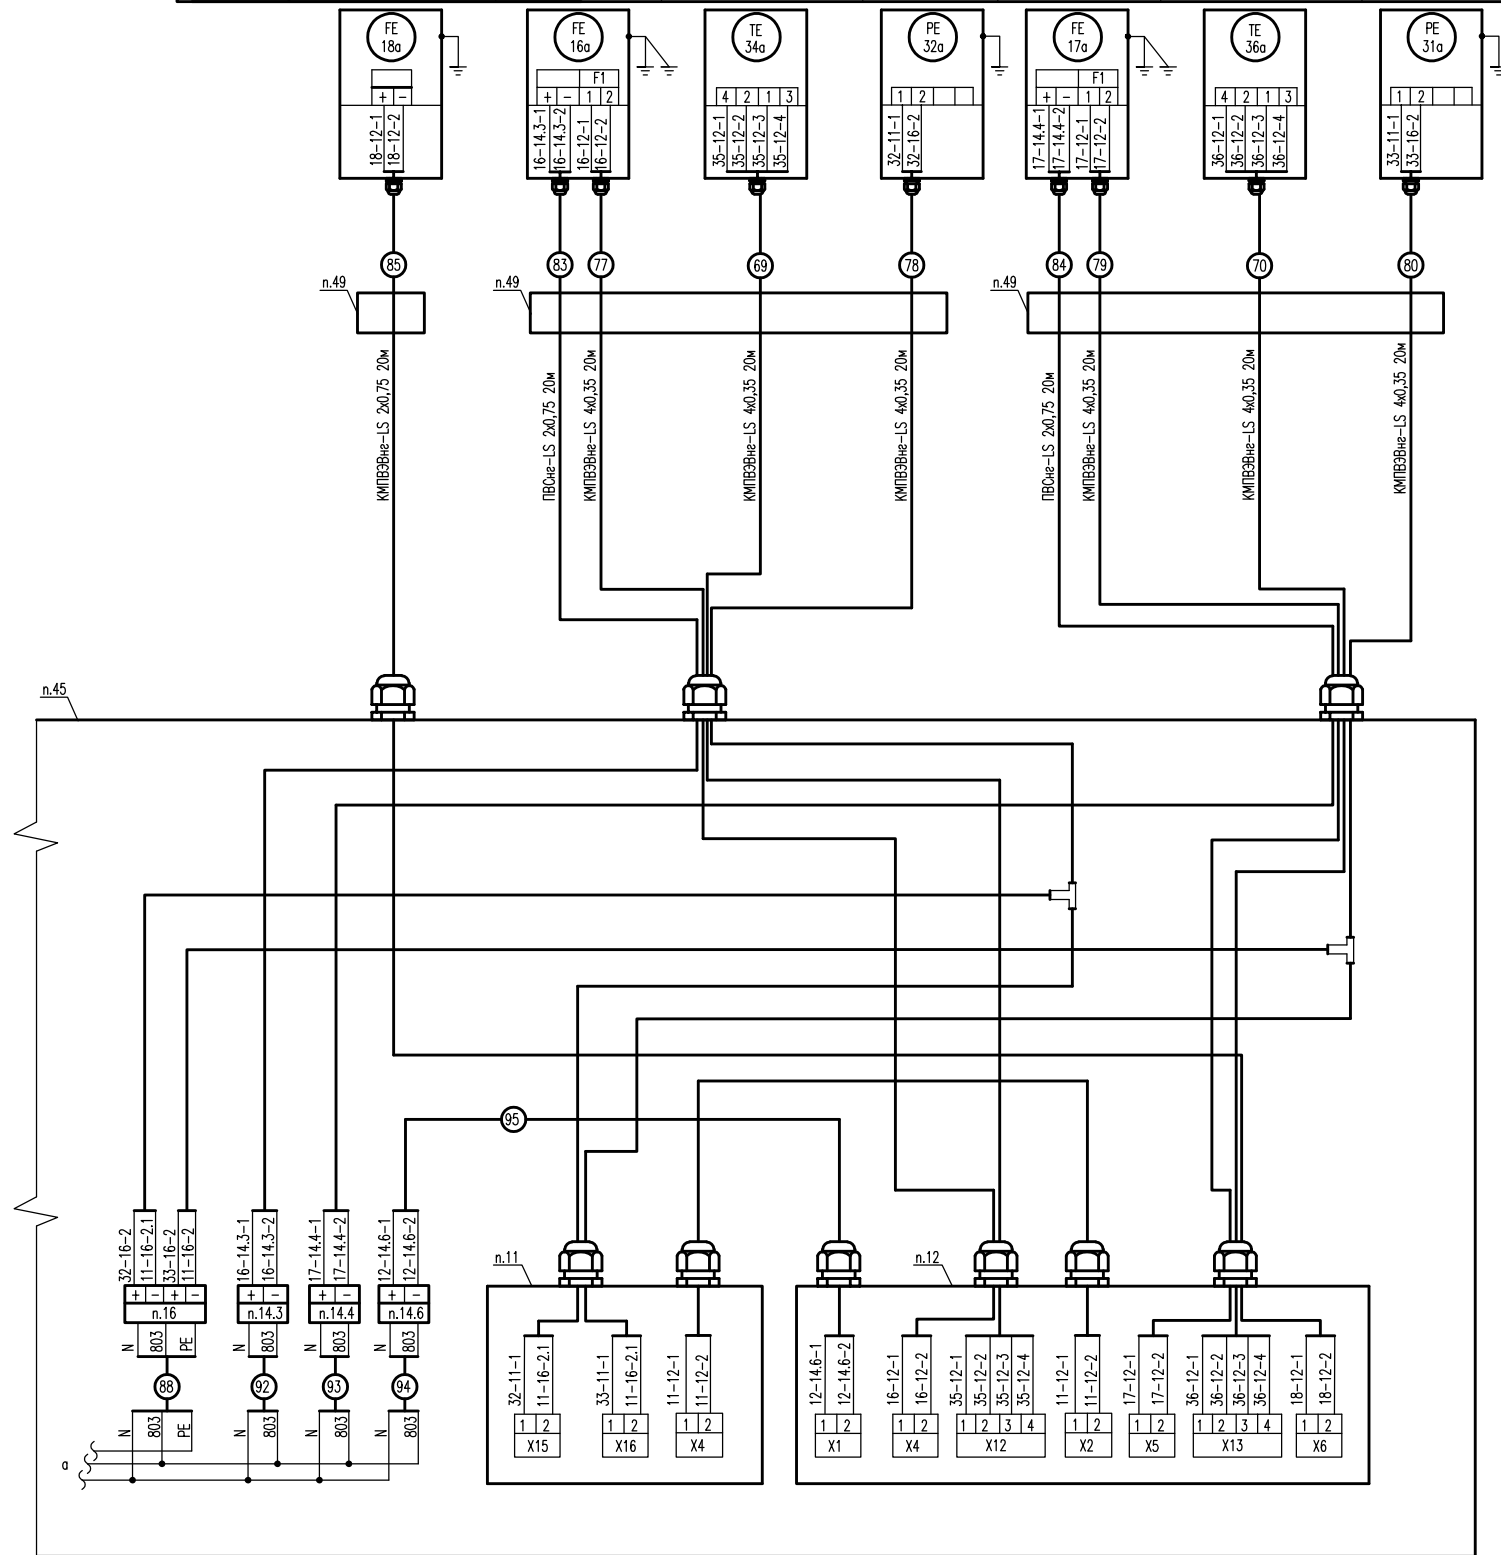 FE
18a
FE
16a
TE
34a
PE
32a
FE
17a
TE
36a
PE
31a
F1
F1
+ −
+ − 1 2
4 2 1 3
1 2
+ − 1 2
4 2 1 3
1 2
18-12-1
18-12-2
16-14.3-1
16-14.3-2
16-12-1
16-12-2
35-12-1
35-12-2
35-12-3
35-12-4
32-11-1
32-16-2
17-14.4-1
17-14.4-2
17-12-1
17-12-2
36-12-1
36-12-2
36-12-3
36-12-4
33-11-1
33-16-2
85
83
77
69
78
84
79
70
80
п.49
п.49
п.49
КМПВЭВнг-LS 2х0,75 20м
ПВСнг-LS 2х0,75 20м
КМПВЭВнг-LS 4х0,35 20м
КМПВЭВнг-LS 4х0,35 20м
КМПВЭВнг-LS 4х0,35 20м
ПВСнг-LS 2х0,75 20м
КМПВЭВнг-LS 4х0,35 20м
КМПВЭВнг-LS 4х0,35 20м
КМПВЭВнг-LS 4х0,35 20м
п.45
95
32-16-2
11-16-2.1
33-16-2
11-16-2
16-14.3-1
16-14.3-2
17-14.4-1
17-14.4-2
12-14.6-1
12-14.6-2
+ − + −
+ −
+ −
+ −
п.16
п.14.3
п.14.4
п.14.6
N
803
PE
N
803
N
803
N
803
88
92
93
94
N
803
PE
N
803
N
803
N
803
a
п.11
п.12
32-11-1
11-16-2.1
33-11-1
11-16-2.1
11-12-1
11-12-2
12-14.6-1
12-14.6-2
16-12-1
16-12-2
35-12-1
35-12-2
35-12-3
35-12-4
11-12-1
11-12-2
17-12-1
17-12-2
36-12-1
36-12-2
36-12-3
36-12-4
18-12-1
18-12-2
1 2
1 2
1 2
1 2
1 2
1 2 3 4
1 2
1 2
1 2 3 4
1 2
X15
X16
X4
X1
X4
X12
X2
X5
X13
X6